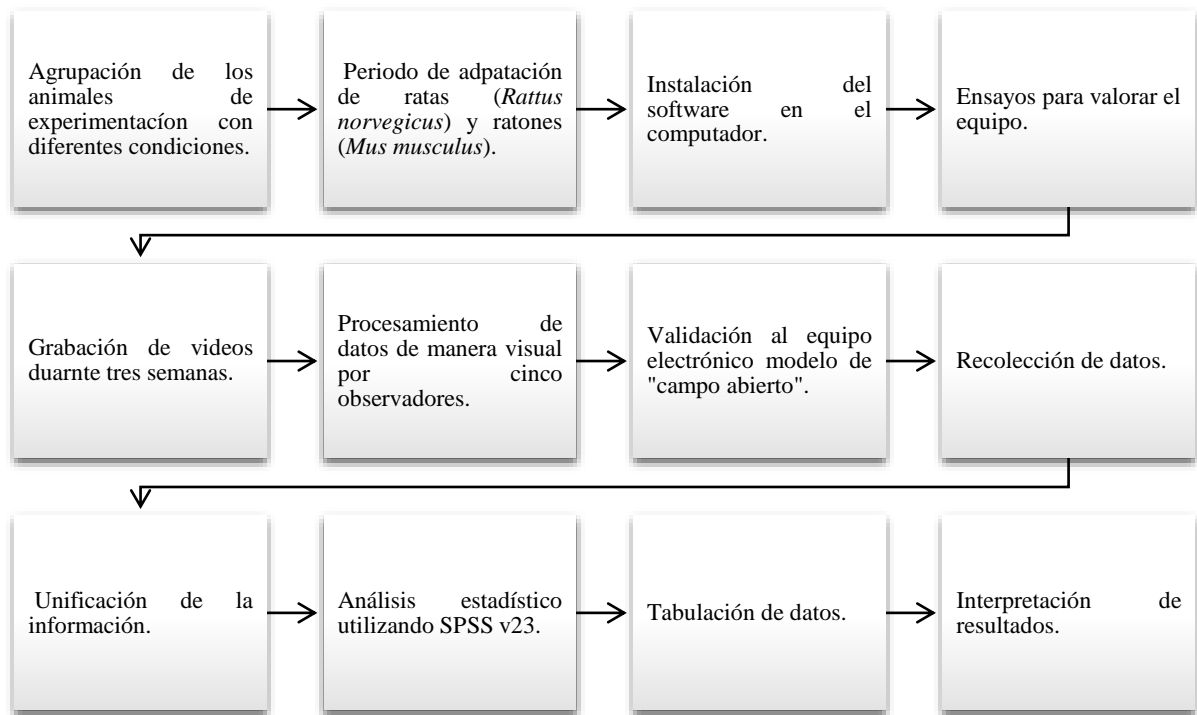 Agrupación de los
animales de
experimentacíon con
diferentes condiciones.
Periodo de adpatación
de ratas (Rattus
norvegicus) y ratones
(Mus musculus).
Instalación del
software en el
computador.
Ensayos para valorar el
equipo.
Grabación de videos
duarnte tres semanas.
Procesamiento de
datos de manera visual
por cinco
observadores.
Validación al equipo
electrónico modelo de
"campo abierto".
Recolección de datos.
Unificación de la
información.
Análisis estadístico
utilizando SPSS v23.
Tabulación de datos.
Interpretación de
resultados.